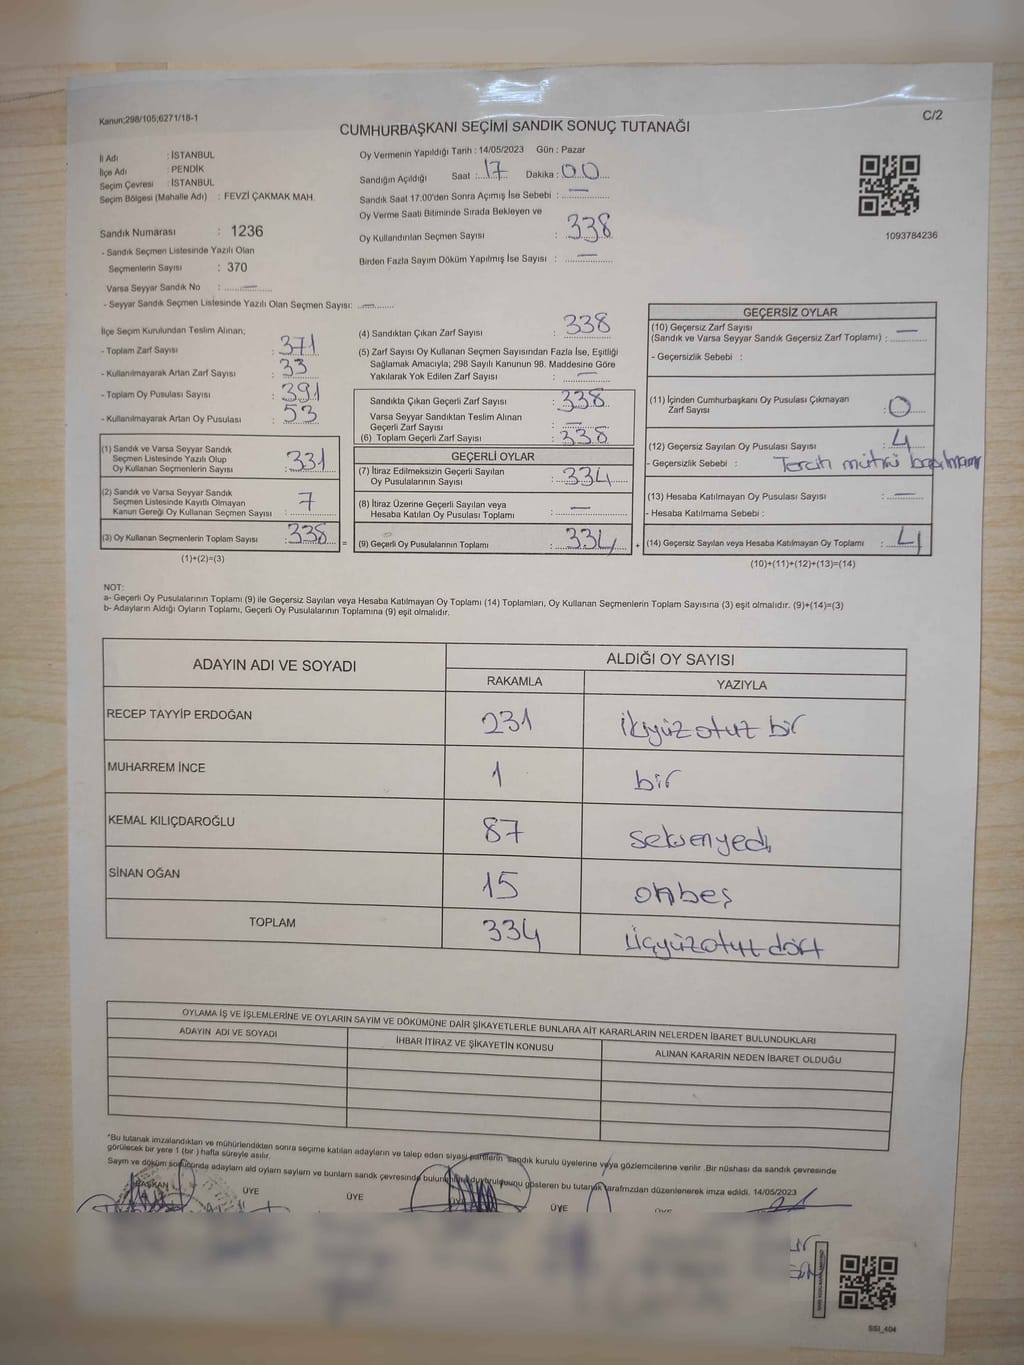 Kanun;298/105;6271/18-1
C/2
CUMHURBAŞKANI SEÇİMİ SANDIK SONUÇ TUTANAĞI
İl Adı : İSTANBUL
İlçe Adı : PENDİK
Seçim Çevresi : İSTANBUL
Seçim Bölgesi (Mahalle Adı) : FEVZİ ÇAKMAK MAH.
Sandık Numarası : 1236
- Sandık Seçmen Listesinde Yazılı Olan
Seçmenlerin Sayısı : 370
Varsa Seyyar Sandık No : —
- Seyyar Sandık Seçmen Listesinde Yazılı Olan Seçmen Sayısı: —
Oy Vermenin Yapıldığı Tarih : 14/05/2023 Gün : Pazar
Sandığın Açıldığı Saat : 17 Dakika : 00
Sandık Saat 17.00'den Sonra Açımış İse Sebebi : —
Oy Verme Saati Bitiminde Sırada Bekleyen ve
Oy Kullandırılan Seçmen Sayısı : 338
Birden Fazla Sayım Döküm Yapılmış İse Sayısı : —
1093784236
İlçe Seçim Kurulundan Teslim Alınan;
- Toplam Zarf Sayısı : 371
- Kullanılmayarak Artan Zarf Sayısı : 33
- Toplam Oy Pusulası Sayısı : 391
- Kullanılmayarak Artan Oy Pusulası : 53
(1) Sandık ve Varsa Seyyar Sandık
Seçmen Listesinde Yazılı Olup
Oy Kullanan Seçmenlerin Sayısı : 331
(2) Sandık ve Varsa Seyyar Sandık
Seçmen Listesinde Kayıtlı Olmayan
Kanun Gereği Oy Kullanan Seçmen Sayısı : 7
(3) Oy Kullanan Seçmenlerin Toplam Sayısı : 338
(1)+(2)=(3)
(4) Sandıktan Çıkan Zarf Sayısı : 338
(5) Zarf Sayısı Oy Kullanan Seçmen Sayısından Fazla İse, Eşitliği
Sağlamak Amacıyla; 298 Sayılı Kanunun 98. Maddesine Göre
Yakılarak Yok Edilen Zarf Sayısı : —
Sandıkta Çıkan Geçerli Zarf Sayısı : 338
Varsa Seyyar Sandıktan Teslim Alınan
Geçerli Zarf Sayısı : —
(6) Toplam Geçerli Zarf Sayısı : 338
GEÇERLİ OYLAR
(7) İtiraz Edilmeksizin Geçerli Sayılan
Oy Pusulalarının Sayısı : 334
(8) İtiraz Üzerine Geçerli Sayılan veya
Hesaba Katılan Oy Pusulası Toplamı : —
= (9) Geçerli Oy Pusulalarının Toplamı : 334
GEÇERSİZ OYLAR
(10) Geçersiz Zarf Sayısı
(Sandık ve Varsa Seyyar Sandık Geçersiz Zarf Toplamı) : —
- Geçersizlik Sebebi :
(11) İçinden Cumhurbaşkanı Oy Pusulası Çıkmayan
Zarf Sayısı : 0
(12) Geçersiz Sayılan Oy Pusulası Sayısı : 4
- Geçersizlik Sebebi : Tercih mührü
(13) Hesaba Katılmayan Oy Pusulası Sayısı : —
- Hesaba Katılmama Sebebi :
+ (14) Geçersiz Sayılan veya Hesaba Katılmayan Oy Toplamı : 4
(10)+(11)+(12)+(13)=(14)
NOT:
a- Geçerli Oy Pusulalarının Toplamı (9) ile Geçersiz Sayılan veya Hesaba Katılmayan Oy Toplamı (14) Toplamları, Oy Kullanan Seçmenlerin Toplam Sayısına (3) eşit olmalıdır. (9)+(14)=(3)
b- Adayların Aldığı Oyların Toplamı, Geçerli Oy Pusulalarının Toplamına (9) eşit olmalıdır.
ADAYIN ADI VE SOYADI
ALDIĞI OY SAYISI
RAKAMLA YAZIYLA
RECEP TAYYİP ERDOĞAN 231 ikiyüzotuz bir
MUHARREM İNCE 1 bir
KEMAL KILIÇDAROĞLU 87 seksenyedi
SİNAN OĞAN 15 onbeş
TOPLAM 334 üçyüzotuz dört
OYLAMA İŞ VE İŞLEMLERİNE VE OYLARIN SAYIM VE DÖKÜMÜNE DAİR ŞİKAYETLERLE BUNLARA AİT KARARLARIN NELERDEN İBARET BULUNDUKLARI
ADAYIN ADI VE SOYADI
İHBAR İTİRAZ VE ŞİKAYETİN KONUSU
ALINAN KARARIN NEDEN İBARET OLDUĞU
*Bu tutanak imzalandıktan ve mühürlendikten sonra seçime katılan adayların ve talep eden siyasi partilerin sandık kurulu üyelerine veya gözlemcilerine verilir .Bir nüshası da sandık çevresinde
görülecek bir yere 1 (bir ) hafta süreyle asılır.
Sayım ve döküm sonucunda adayların ald oyların sayların ve bunların sandık çevresinde duyurulduğunu gösteren bu tutanak tarafımızdan düzenlenerek imza edildi. 14/05/2023
BAŞKAN ÜYE ÜYE ÜYE ÜYE
SSI_404